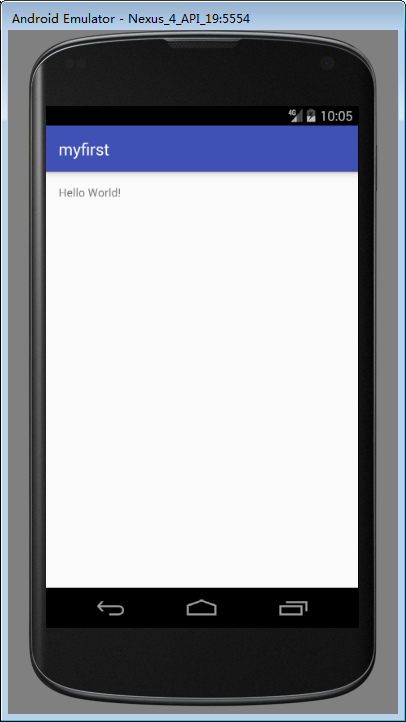 Android Emulator - Nexus_4_API_19:5554
4G 10:05
myfirst
Hello World!